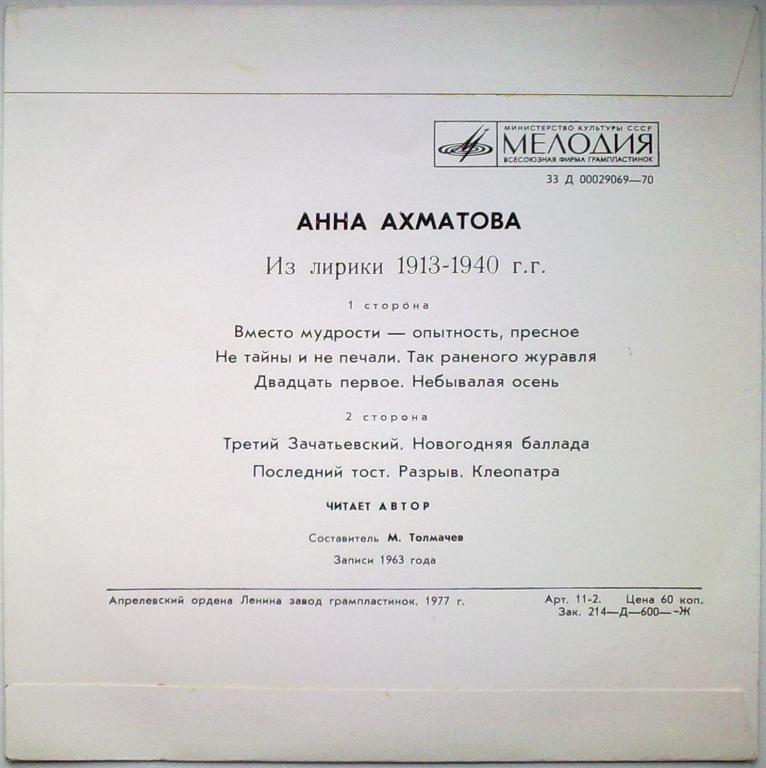 МИНИСТЕРСТВО КУЛЬТУРЫ СССР
МЕЛОДИЯ
ВСЕСОЮЗНАЯ ФИРМА ГРАМПЛАСТИНОК
33 Д 00029069—70
АННА АХМАТОВА
Из лирики 1913-1940 г.г.
1 сторона
Вместо мудрости — опытность, пресное
Не тайны и не печали. Так раненого журавля
Двадцать первое. Небывалая осень
2 сторона
Третий Зачатьевский. Новогодняя баллада
Последний тост. Разрыв. Клеопатра
ЧИТАЕТ АВТОР
Составитель М. Толмачев
Записи 1963 года
Апрелевский ордена Ленина завод грампластинок, 1977 г. Арт. 11-2. Цена 60 коп.
Зак. 214—Д—600—-Ж